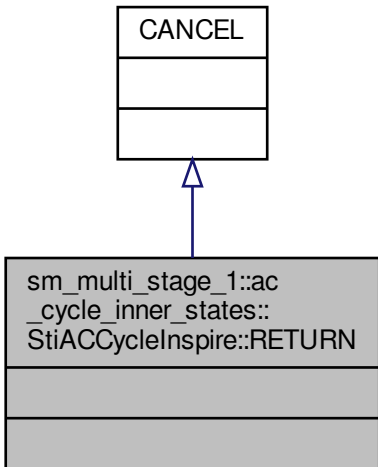 CANCEL
sm_multi_stage_1::ac
_cycle_inner_states::
StiACCycleInspire::RETURN